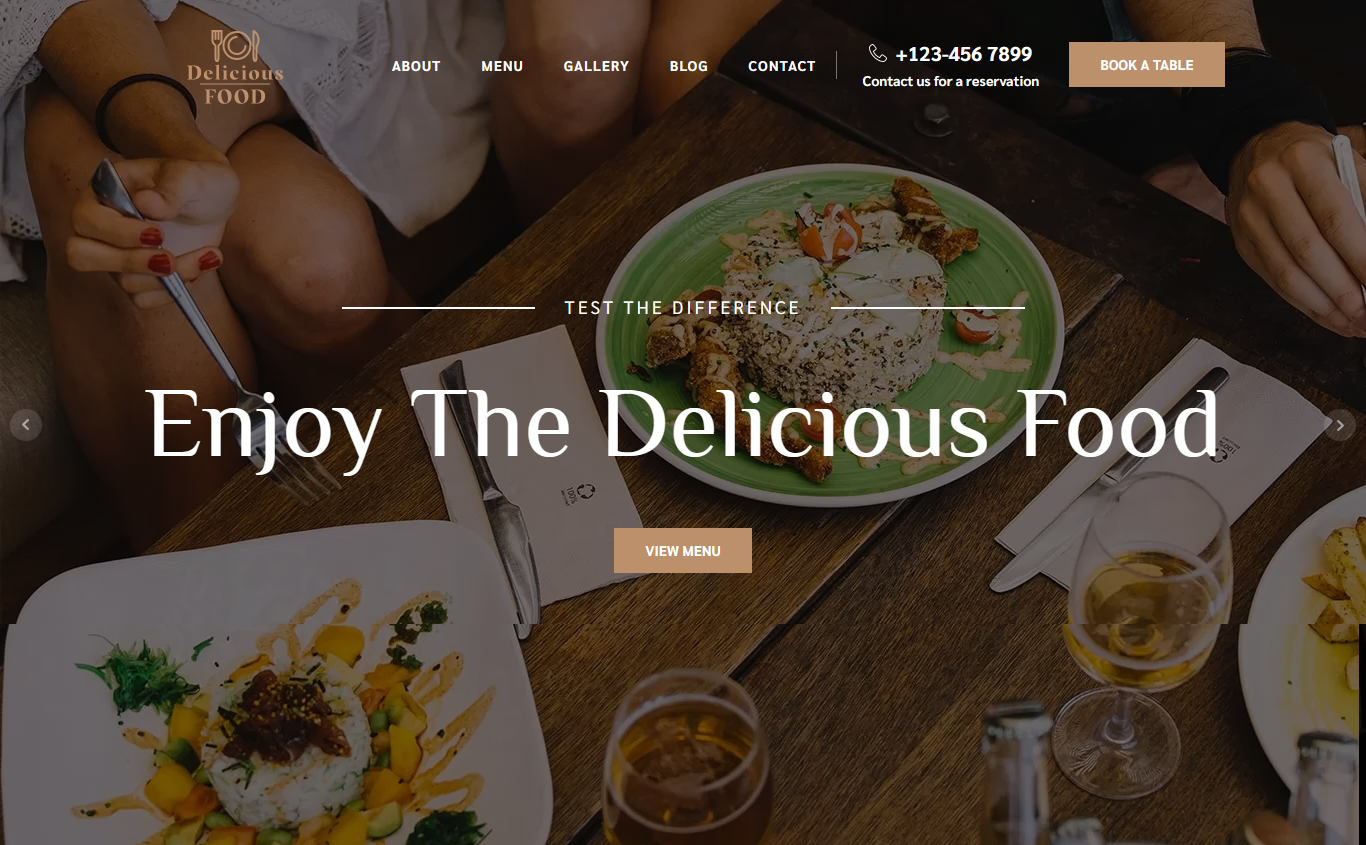 Delicious
FOOD
ABOUT
MENU
GALLERY
BLOG
CONTACT
+123-456 7899
Contact us for a reservation
BOOK A TABLE
TEST THE DIFFERENCE
Enjoy The Delicious Food
100%
VIEW MENU